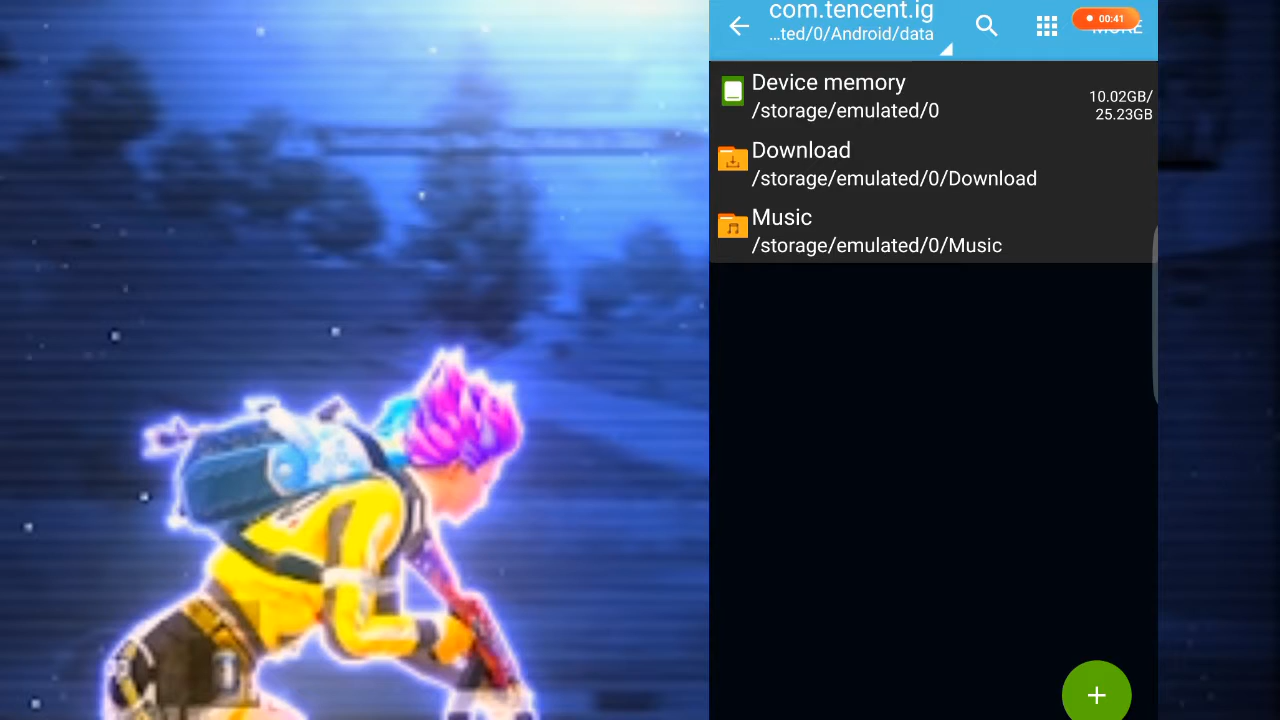 com.tencent.ig
...ted/0/Android/data
00:41
MORE
Device memory
/storage/emulated/0
10.02GB/
25.23GB
Download
/storage/emulated/0/Download
Music
/storage/emulated/0/Music